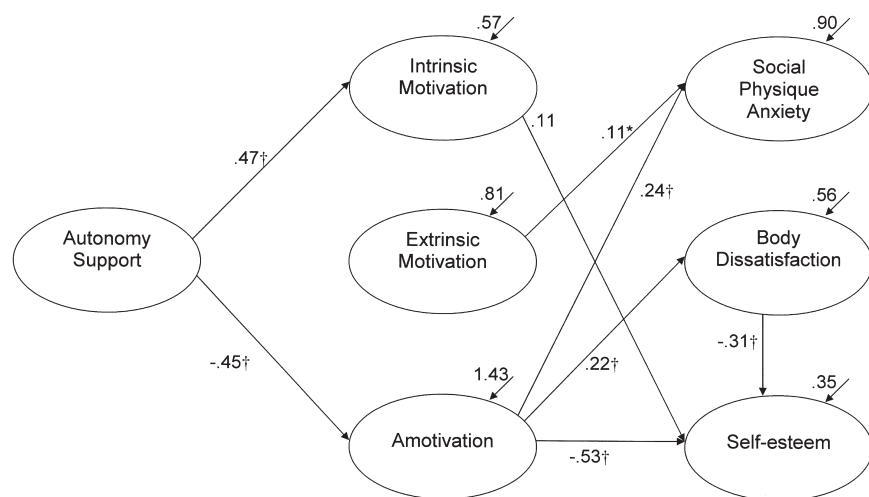 .57
.90
Intrinsic
Motivation
Social
Physique
Anxiety
.11
.11*
.47†
.24†
.81
.56
Autonomy
Support
Extrinsic
Motivation
Body
Dissatisfaction
-.45†
.22†
-.31†
1.43
.35
Amotivation
Self-esteem
-.53†